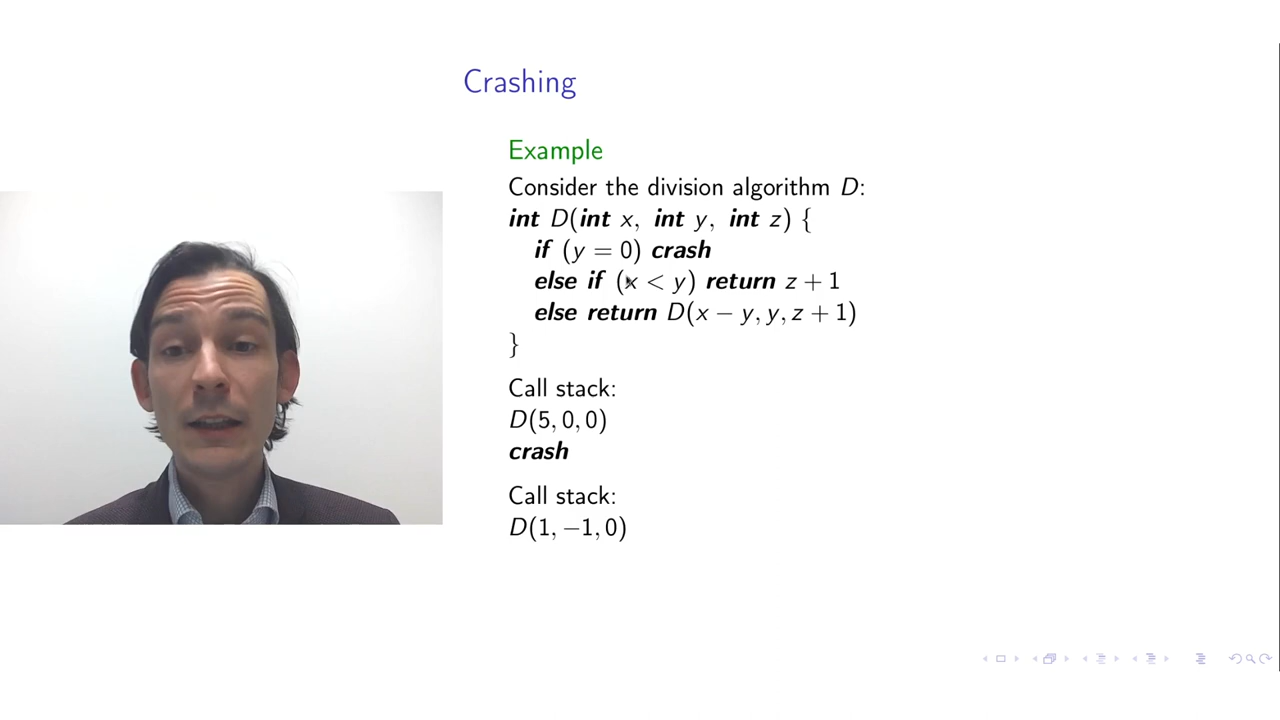 Crashing
Example
Consider the division algorithm D:
int D(int x, int y, int z) {
if (y = 0) crash
else if (x < y) return z + 1
else return D(x − y, y, z + 1)
}
Call stack:
D(5, 0, 0)
crash
Call stack:
D(1, −1, 0)